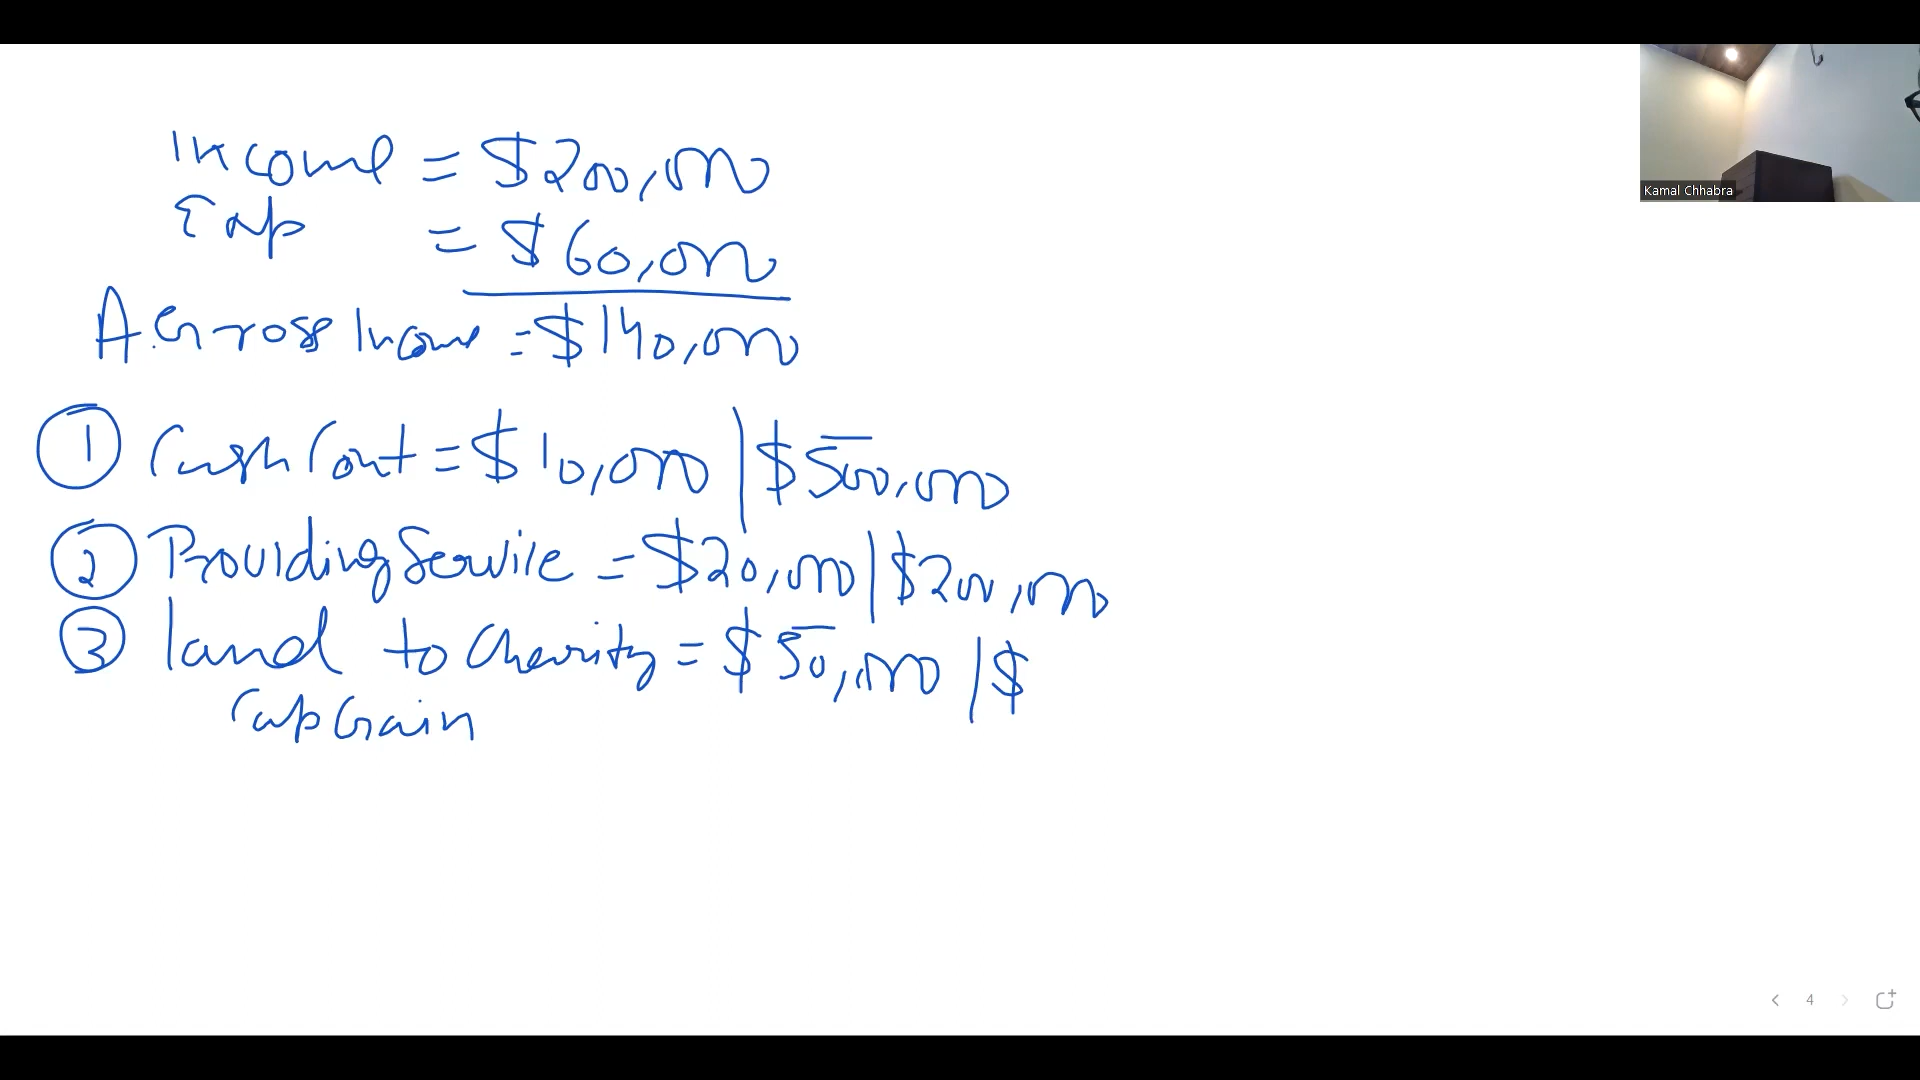 Income = $200,000
Exp = $60,000
A.Gross Income = $140,000
① Cash Cont = $10,000 | $500,000
② Providing Service = $20,000 | $200,000
③ land to Charity = $50,000 | $
Cap Gain
Kamal Chhabra
4